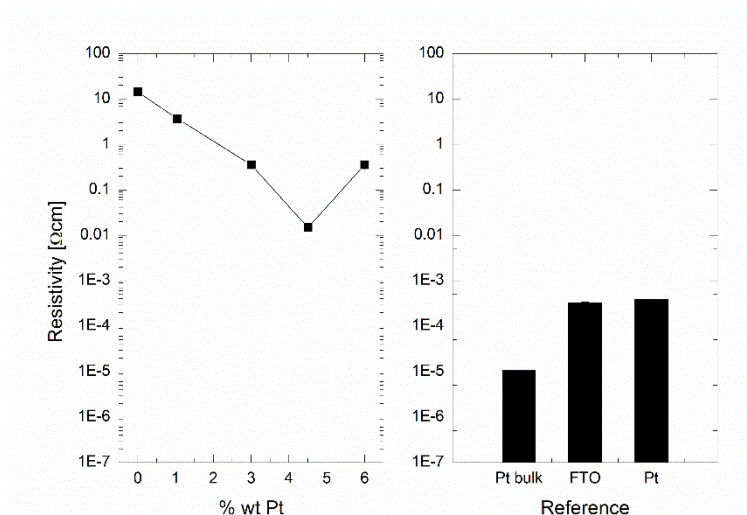 100
10
1
0.1
0.01
1E-3
1E-4
1E-5
1E-6
1E-7
Resistivity [Ωcm]
0 1 2 3 4 5 6
% wt Pt
100
10
1
0.1
0.01
1E-3
1E-4
1E-5
1E-6
1E-7
Pt bulk FTO Pt
Reference